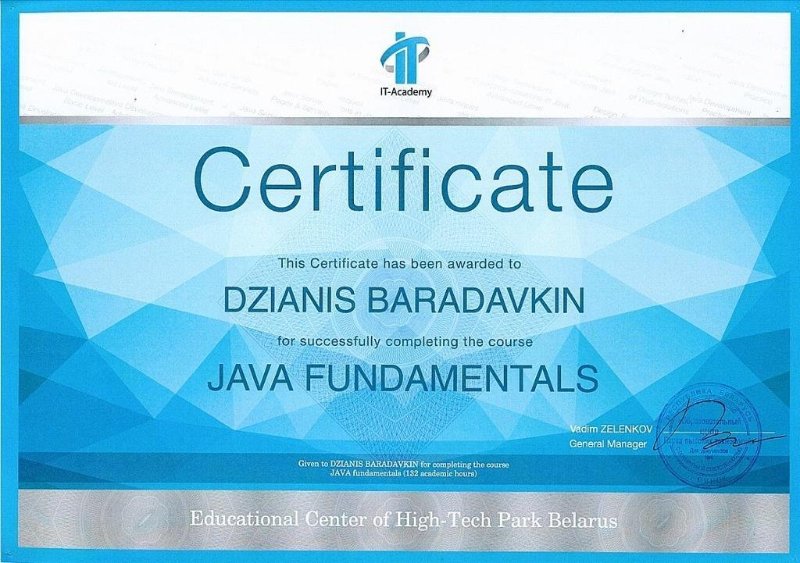 IT-Academy
Certificate
This Certificate has been awarded to
DZIANIS BARADAVKIN
for successfully completing the course
JAVA FUNDAMENTALS
Vadim ZELENKOV
General Manager
Given to DZIANIS BARADAVKIN for completing the course
JAVA fundamentals (132 academic hours)
Educational Center of High-Tech Park Belarus